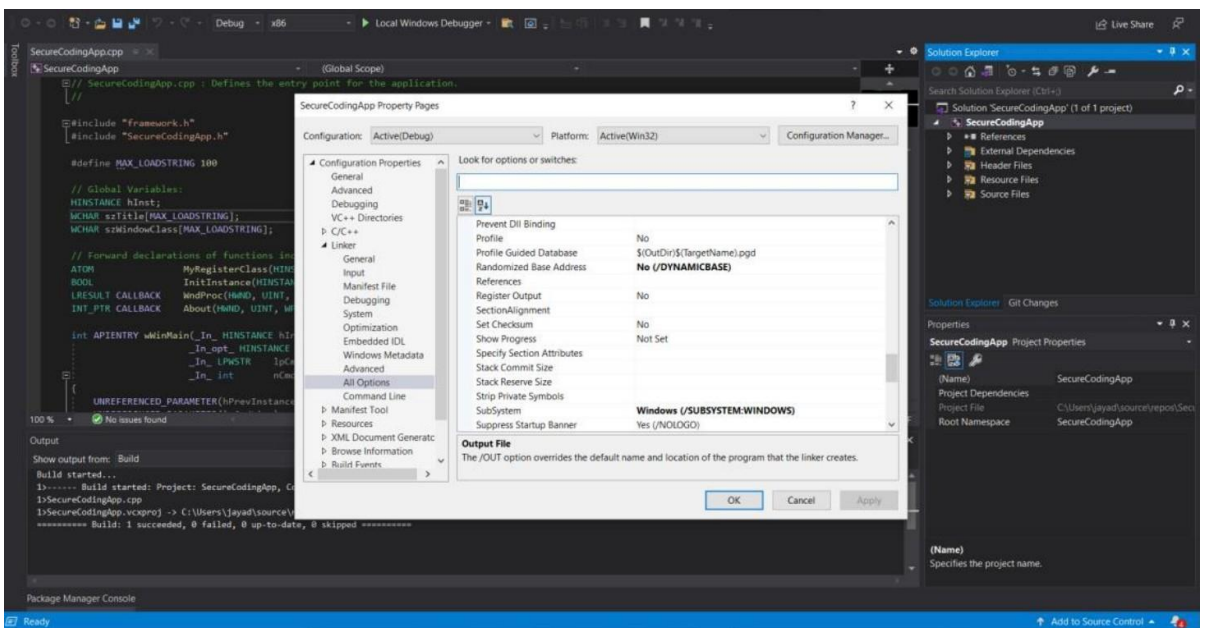 Debug
x86
Local Windows Debugger
Live Share
Toolbox
SecureCodingApp.cpp
SecureCodingApp
(Global Scope)
// SecureCodingApp.cpp : Defines the entry point for the application.
//
#include "framework.h"
#include "SecureCodingApp.h"
#define MAX_LOADSTRING 100
// Global Variables:
HINSTANCE hInst;
WCHAR szTitle[MAX_LOADSTRING];
WCHAR szWindowClass[MAX_LOADSTRING];
// Forward declarations of functions inc
ATOM MyRegisterClass(HINS
BOOL InitInstance(HINSTAN
LRESULT CALLBACK WndProc(HWND, UINT,
INT_PTR CALLBACK About(HWND, UINT, WP
int APIENTRY wWinMain(_In_ HINSTANCE hIn
_In_opt_ HINSTANCE
_In_ LPWSTR lpCm
_In_ int nCmd
{
UNREFERENCED_PARAMETER(hPrevInstance
100 %
No issues found
Output
Show output from: Build
Build started...
1>------ Build started: Project: SecureCodingApp, Co
1>SecureCodingApp.cpp
1>SecureCodingApp.vcxproj -> C:\Users\jayad\source\r
========== Build: 1 succeeded, 0 failed, 0 up-to-date, 0 skipped ==========
Package Manager Console
Ready
Add to Source Control
SecureCodingApp Property Pages
? ×
Configuration: Active(Debug)
Platform: Active(Win32)
Configuration Manager...
Configuration Properties
General
Advanced
Debugging
VC++ Directories
C/C++
Linker
General
Input
Manifest File
Debugging
System
Optimization
Embedded IDL
Windows Metadata
Advanced
All Options
Command Line
Manifest Tool
Resources
XML Document Generatc
Browse Information
Build Events
Look for options or switches:
Prevent Dll Binding
Profile No
Profile Guided Database $(OutDir)$(TargetName).pgd
Randomized Base Address No (/DYNAMICBASE)
References
Register Output No
SectionAlignment
Set Checksum No
Show Progress Not Set
Specify Section Attributes
Stack Commit Size
Stack Reserve Size
Strip Private Symbols
SubSystem Windows (/SUBSYSTEM:WINDOWS)
Suppress Startup Banner Yes (/NOLOGO)
Output File
The /OUT option overrides the default name and location of the program that the linker creates.
OK
Cancel
Apply
Solution Explorer
Search Solution Explorer (Ctrl+;)
Solution 'SecureCodingApp' (1 of 1 project)
SecureCodingApp
References
External Dependencies
Header Files
Resource Files
Source Files
Solution Explorer Git Changes
Properties
SecureCodingApp Project Properties
(Name) SecureCodingApp
Project Dependencies
Project File C:\Users\jayad\source\repos\Secu
Root Namespace SecureCodingApp
(Name)
Specifies the project name.